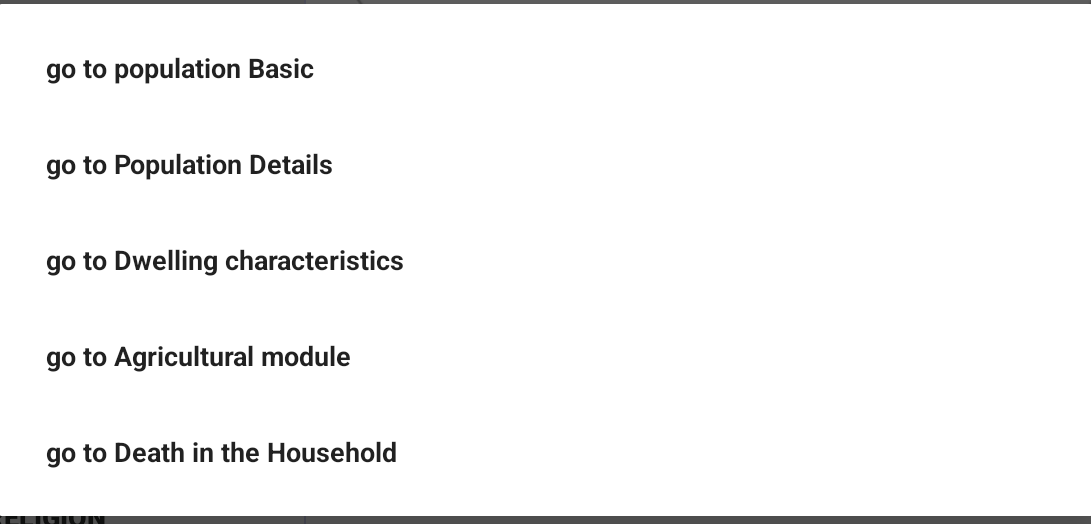 go to population Basic
go to Population Details
go to Dwelling characteristics
go to Agricultural module
go to Death in the Household